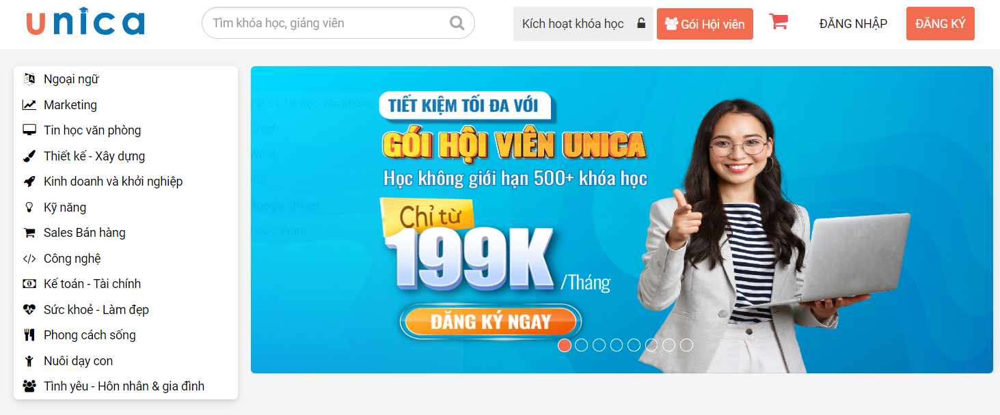 unica
Tìm khóa học, giảng viên
Kích hoạt khóa học
Gói Hội viên
ĐĂNG NHẬP
ĐĂNG KÝ
Ngoại ngữ
Marketing
Tin học văn phòng
Thiết kế - Xây dựng
Kinh doanh và khởi nghiệp
Kỹ năng
Sales Bán hàng
Công nghệ
Kế toán - Tài chính
Sức khoẻ - Làm đẹp
Phong cách sống
Nuôi dạy con
Tình yêu - Hôn nhân & gia đình
Tất cả Tin học văn phòng
Excel
Word
IC3
Google Sheets
PowerPoint
TIẾT KIỆM TỐI ĐA VỚI
GÓI HỘI VIÊN UNICA
Học không giới hạn 500+ khóa học
Chỉ từ
199K
/Tháng
ĐĂNG KÝ NGAY